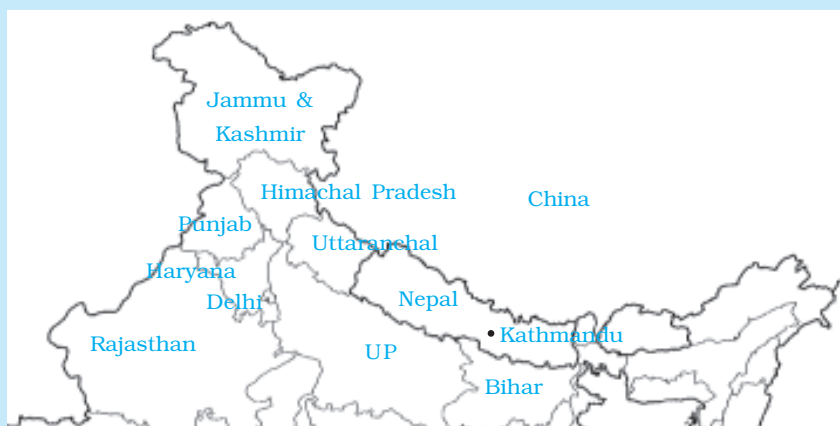 Jammu &
Kashmir
Himachal Pradesh
China
Punjab
Uttaranchal
Haryana
Delhi
Nepal
Kathmandu
Rajasthan
UP
Bihar